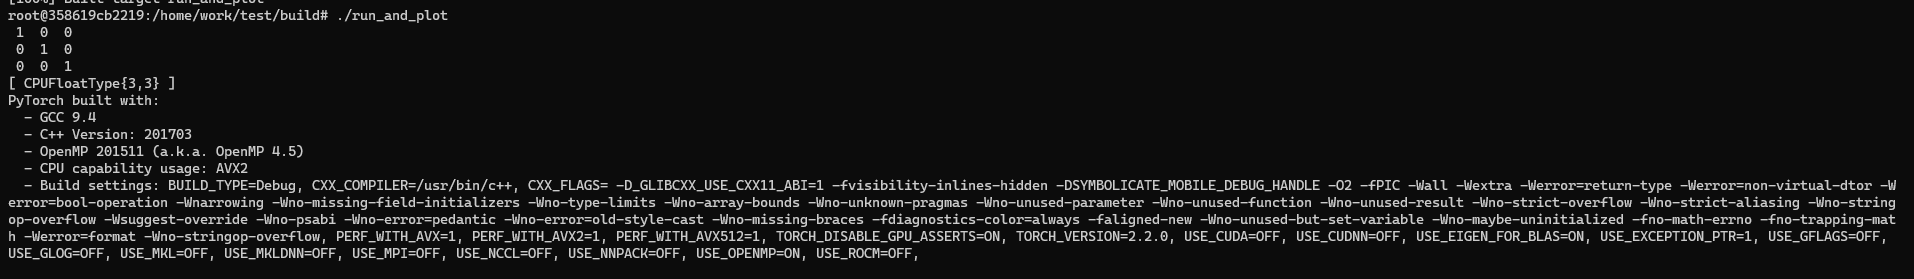 [100%] Built target run_and_plot
root@358619cb2219:/home/work/test/build# ./run_and_plot
 1  0  0
 0  1  0
 0  0  1
[ CPUFloatType{3,3} ]
PyTorch built with:
  - GCC 9.4
  - C++ Version: 201703
  - OpenMP 201511 (a.k.a. OpenMP 4.5)
  - CPU capability usage: AVX2
  - Build settings: BUILD_TYPE=Debug, CXX_COMPILER=/usr/bin/c++, CXX_FLAGS= -D_GLIBCXX_USE_CXX11_ABI=1 -fvisibility-inlines-hidden -DSYMBOLICATE_MOBILE_DEBUG_HANDLE -O2 -fPIC -Wall -Wextra -Werror=return-type -Werror=non-virtual-dtor -W
error=bool-operation -Wnarrowing -Wno-missing-field-initializers -Wno-type-limits -Wno-array-bounds -Wno-unknown-pragmas -Wno-unused-parameter -Wno-unused-function -Wno-unused-result -Wno-strict-overflow -Wno-strict-aliasing -Wno-string
op-overflow -Wsuggest-override -Wno-psabi -Wno-error=pedantic -Wno-error=old-style-cast -Wno-missing-braces -fdiagnostics-color=always -faligned-new -Wno-unused-but-set-variable -Wno-maybe-uninitialized -fno-math-errno -fno-trapping-mat
h -Werror=format -Wno-stringop-overflow, PERF_WITH_AVX=1, PERF_WITH_AVX2=1, PERF_WITH_AVX512=1, TORCH_DISABLE_GPU_ASSERTS=ON, TORCH_VERSION=2.2.0, USE_CUDA=OFF, USE_CUDNN=OFF, USE_EIGEN_FOR_BLAS=ON, USE_EXCEPTION_PTR=1, USE_GFLAGS=OFF,
USE_GLOG=OFF, USE_MKL=OFF, USE_MKLDNN=OFF, USE_MPI=OFF, USE_NCCL=OFF, USE_NNPACK=OFF, USE_OPENMP=ON, USE_ROCM=OFF,